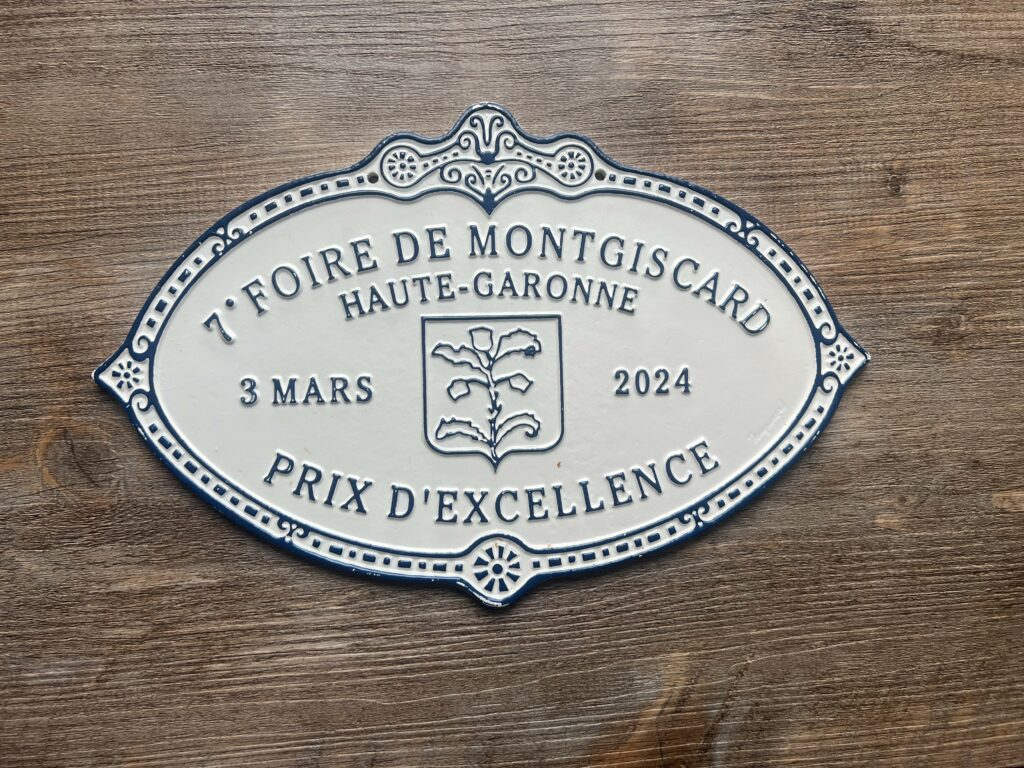 7° FOIRE DE MONTGISCARD
HAUTE-GARONNE
3 MARS 2024
PRIX D'EXCELLENCE